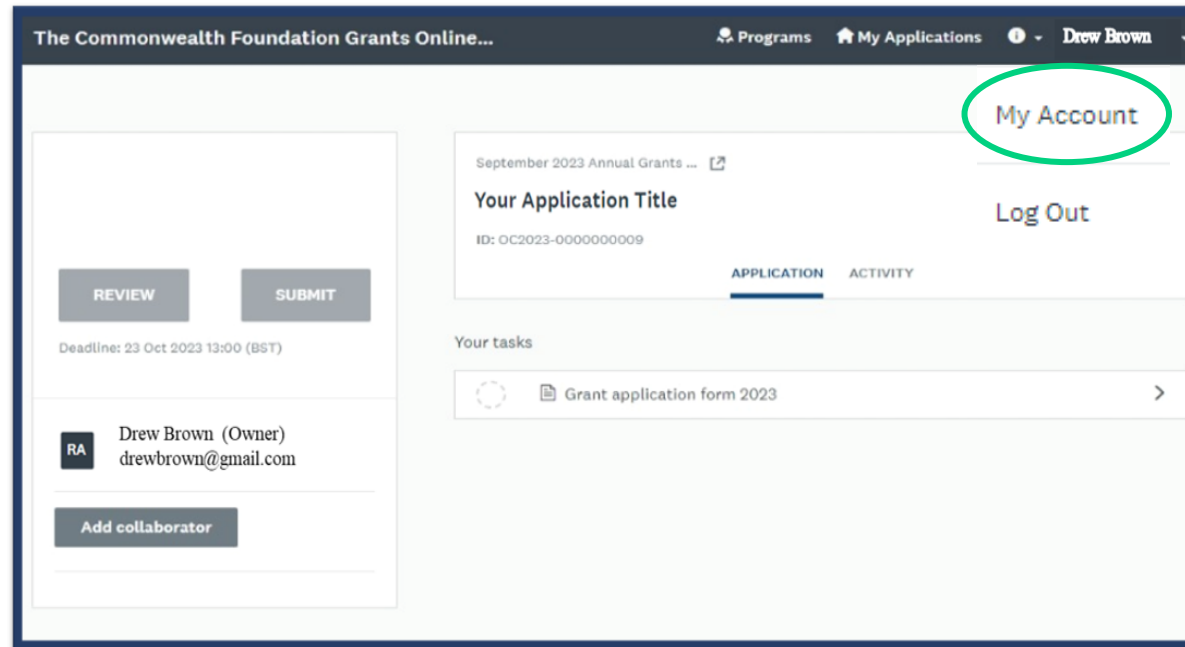 The Commonwealth Foundation Grants Online...
Programs
My Applications
Drew Brown
My Account
Log Out
September 2023 Annual Grants ...
Your Application Title
ID: OC2023-0000000009
APPLICATION
ACTIVITY
REVIEW
SUBMIT
Deadline: 23 Oct 2023 13:00 (BST)
RA
Drew Brown (Owner)
drewbrown@gmail.com
Add collaborator
Your tasks
Grant application form 2023